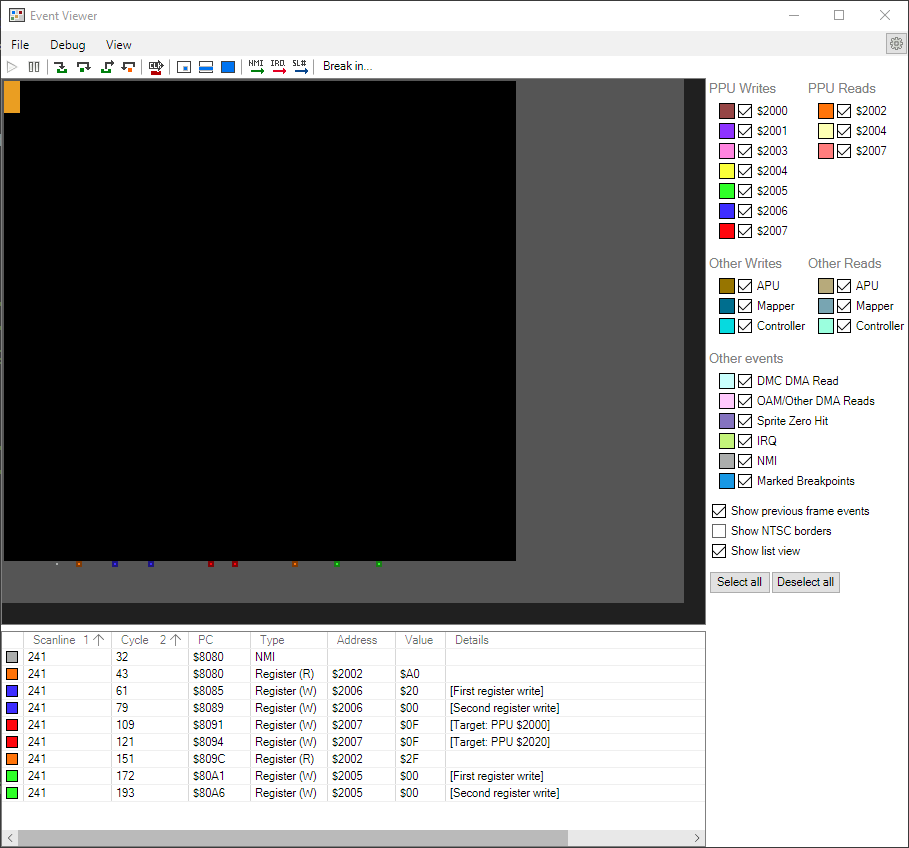 Event Viewer
File Debug View
NMI IRQ SL# Break in...
PPU Writes PPU Reads
$2000 $2002
$2001 $2004
$2003 $2007
$2004
$2005
$2006
$2007
Other Writes Other Reads
APU APU
Mapper Mapper
Controller Controller
Other events
DMC DMA Read
OAM/Other DMA Reads
Sprite Zero Hit
IRQ
NMI
Marked Breakpoints
Show previous frame events
Show NTSC borders
Show list view
Select all Deselect all
Scanline 1 Cycle 2 PC Type Address Value Details
241 32 $8080 NMI
241 43 $8080 Register (R) $2002 $A0
241 61 $8085 Register (W) $2006 $20 [First register write]
241 79 $8089 Register (W) $2006 $00 [Second register write]
241 109 $8091 Register (W) $2007 $0F [Target: PPU $2000]
241 121 $8094 Register (W) $2007 $0F [Target: PPU $2020]
241 151 $809C Register (R) $2002 $2F
241 172 $80A1 Register (W) $2005 $00 [First register write]
241 193 $80A6 Register (W) $2005 $00 [Second register write]